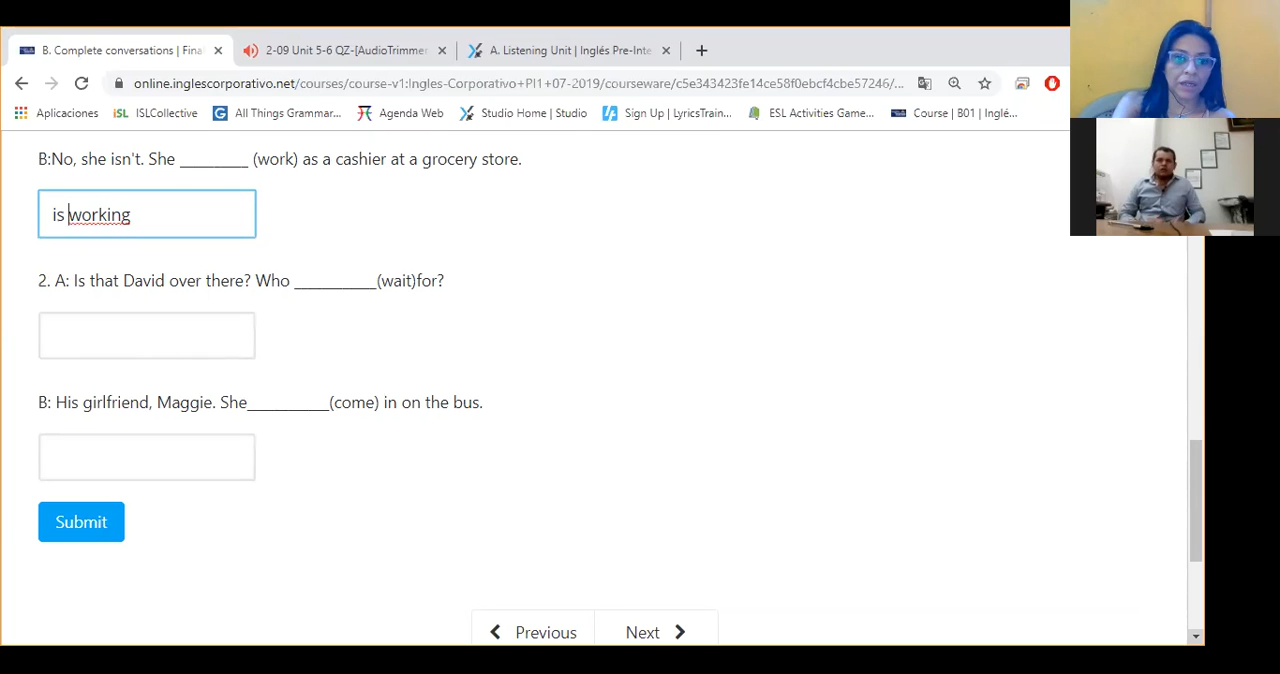 B. Complete conversations | Fina
2-09 Unit 5-6 QZ-[AudioTrimmer
A. Listening Unit | Inglés Pre-Inte
online.inglescorporativo.net/courses/course-v1:Ingles-Corporativo+PI1+07-2019/courseware/c5e343423fe14ce58f0ebcf4cbe57246/...
Aplicaciones iSL ISLCollective G All Things Grammar... Agenda Web Studio Home | Studio Sign Up | LyricsTrain... ESL Activities Game... Course | B01 | Inglé...
B:No, she isn't. She ________ (work) as a cashier at a grocery store.
is working
2. A: Is that David over there? Who ___________(wait)for?
B: His girlfriend, Maggie. She__________(come) in on the bus.
Submit
Previous
Next